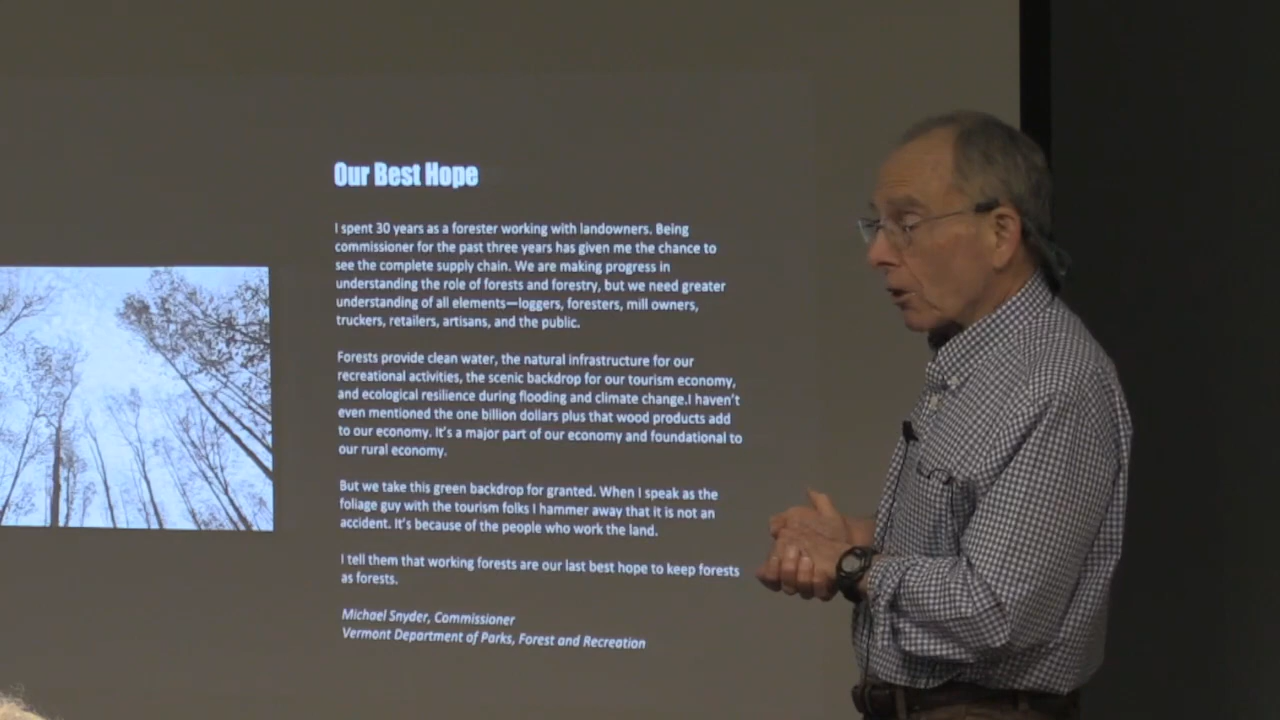 Our Best Hope
I spent 30 years as a forester working with landowners. Being
commissioner for the past three years has given me the chance to
see the complete supply chain. We are making progress in
understanding the role of forests and forestry, but we need greater
understanding of all elements—loggers, foresters, mill owners,
truckers, retailers, artisans, and the public.
Forests provide clean water, the natural infrastructure for our
recreational activities, the scenic backdrop for our tourism economy,
and ecological resilience during flooding and climate change.I haven't
even mentioned the one billion dollars plus that wood products add
to our economy. It's a major part of our economy and foundational to
our rural economy.
But we take this green backdrop for granted. When I speak as the
foliage guy with the tourism folks I hammer away that it is not an
accident. It's because of the people who work the land.
I tell them that working forests are our last best hope to keep forests
as forests.
Michael Snyder, Commissioner
Vermont Department of Parks, Forest and Recreation